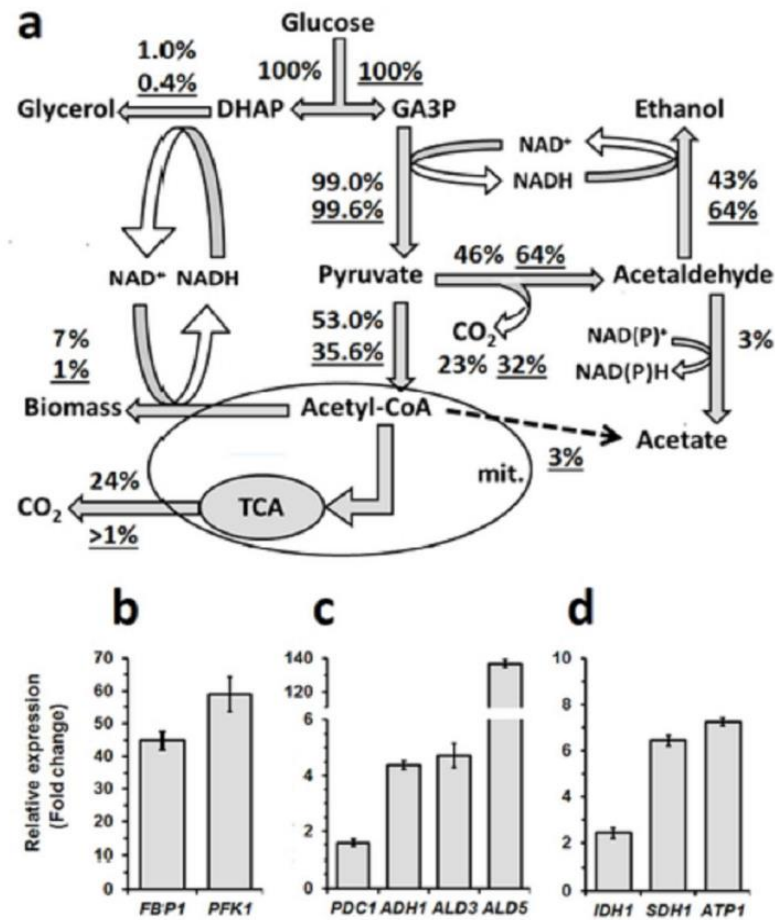 a
Glucose
1.0%
0.4%
100% 100%
Glycerol DHAP GA3P Ethanol
NAD+
NADH
99.0%
99.6%
43%
64%
NAD+ NADH
Pyruvate 46% 64% Acetaldehyde
CO2
23% 32%
NAD(P)+
NAD(P)H
3%
7%
1%
53.0%
35.6%
Biomass Acetyl-CoA
Acetate
3%
mit.
24%
CO2 TCA
>1%
b c d
Relative expression
(Fold change)
70
60
50
40
30
20
10
0
FBP1 PFK1
140
120
6
4
2
0
PDC1 ADH1 ALD3 ALD5
10
8
6
4
2
0
IDH1 SDH1 ATP1